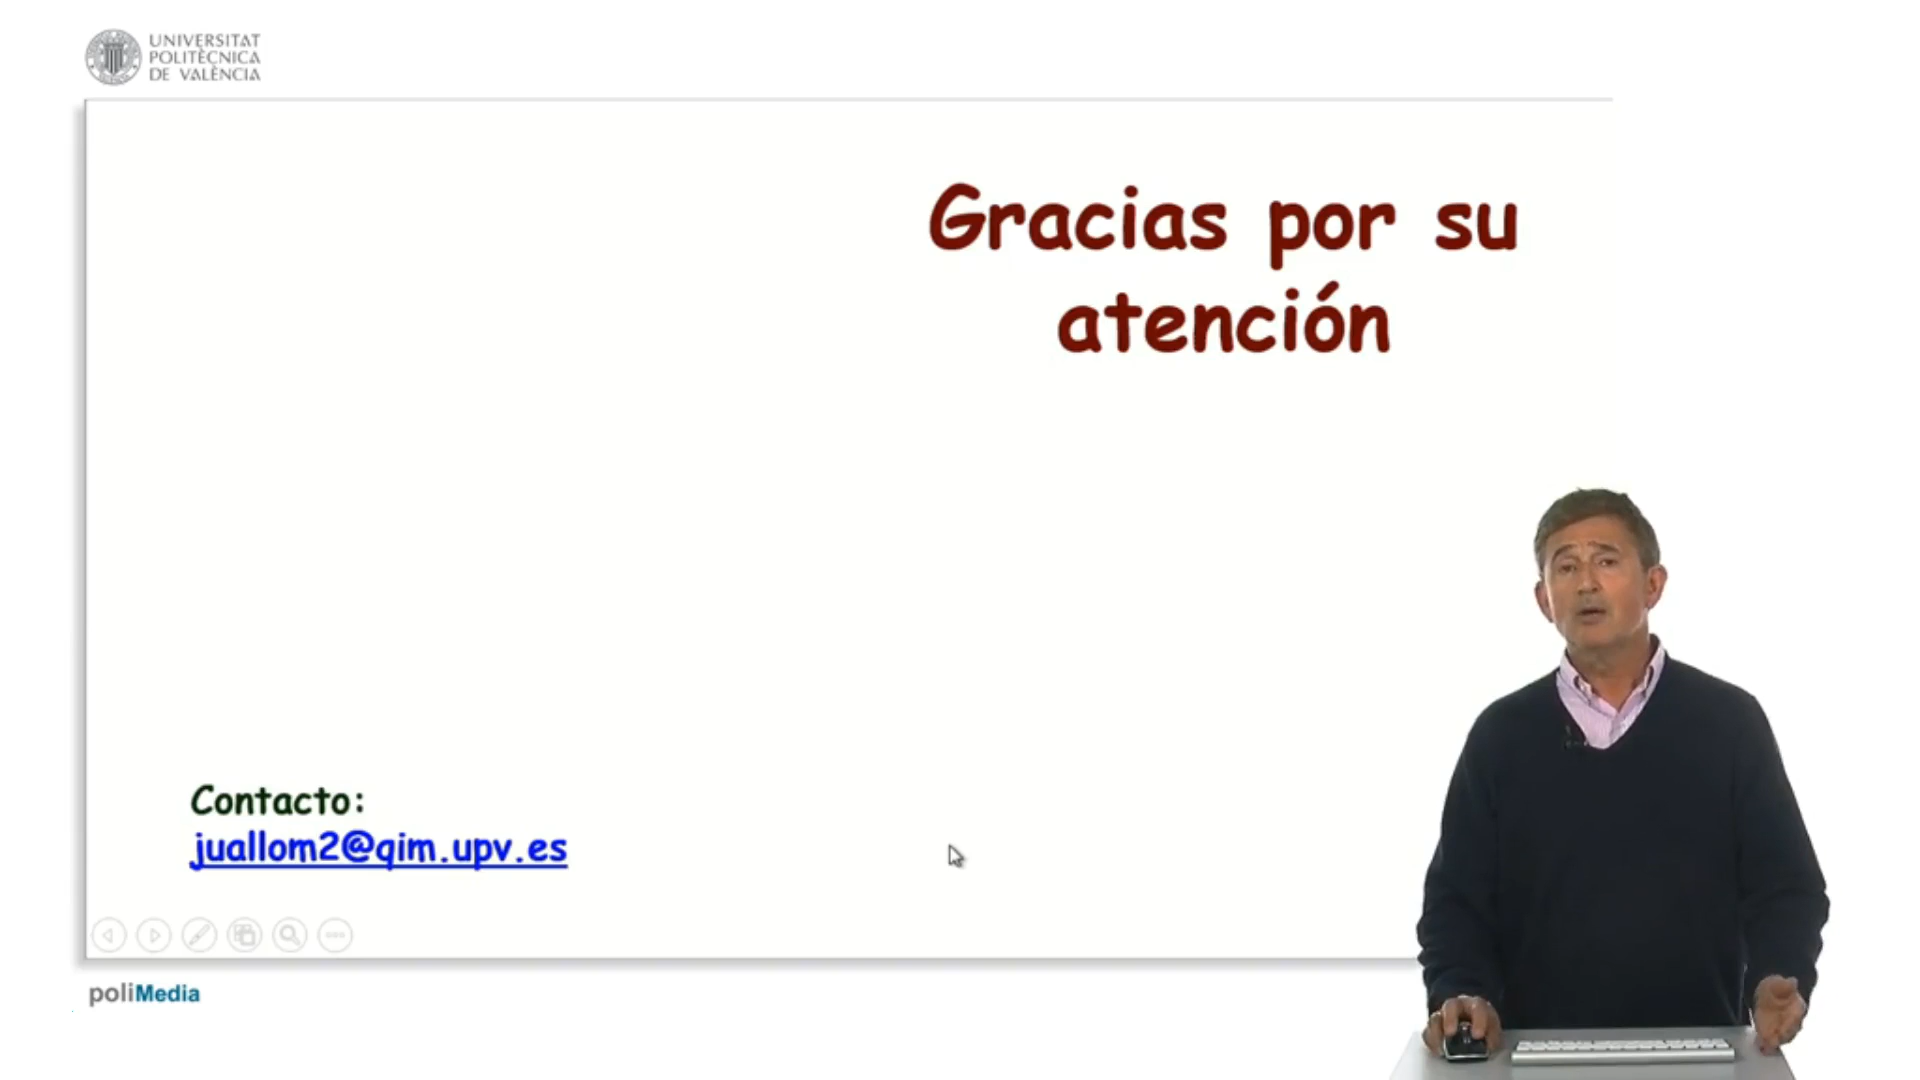 UNIVERSITAT
POLITÈCNICA
DE VALÈNCIA
Gracias por su
atención
Contacto:
juallom2@qim.upv.es
poliMedia